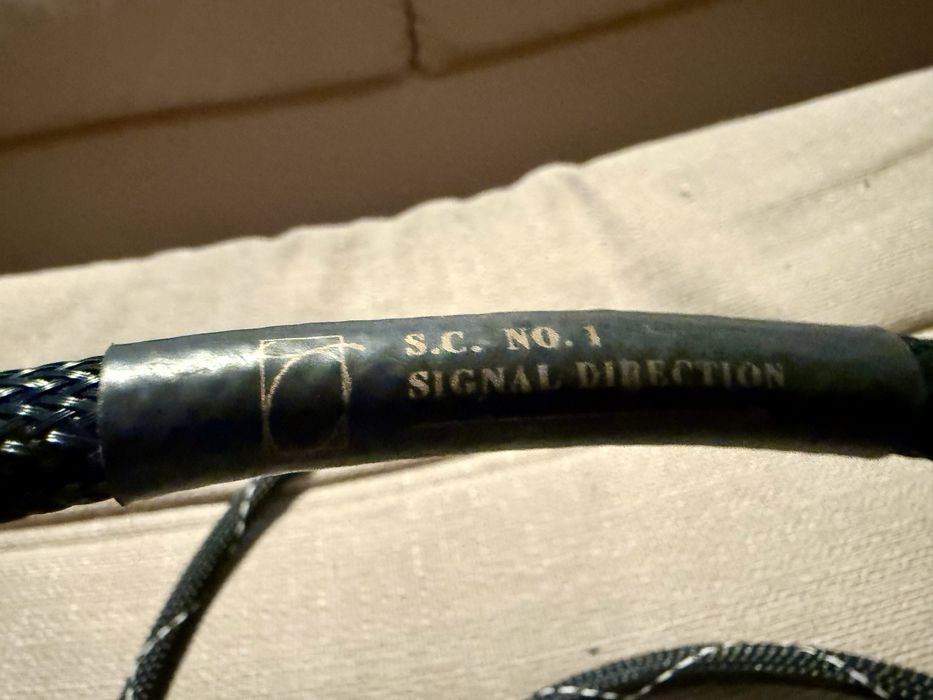 S.C. NO. 1
SIGNAL DIRECTION